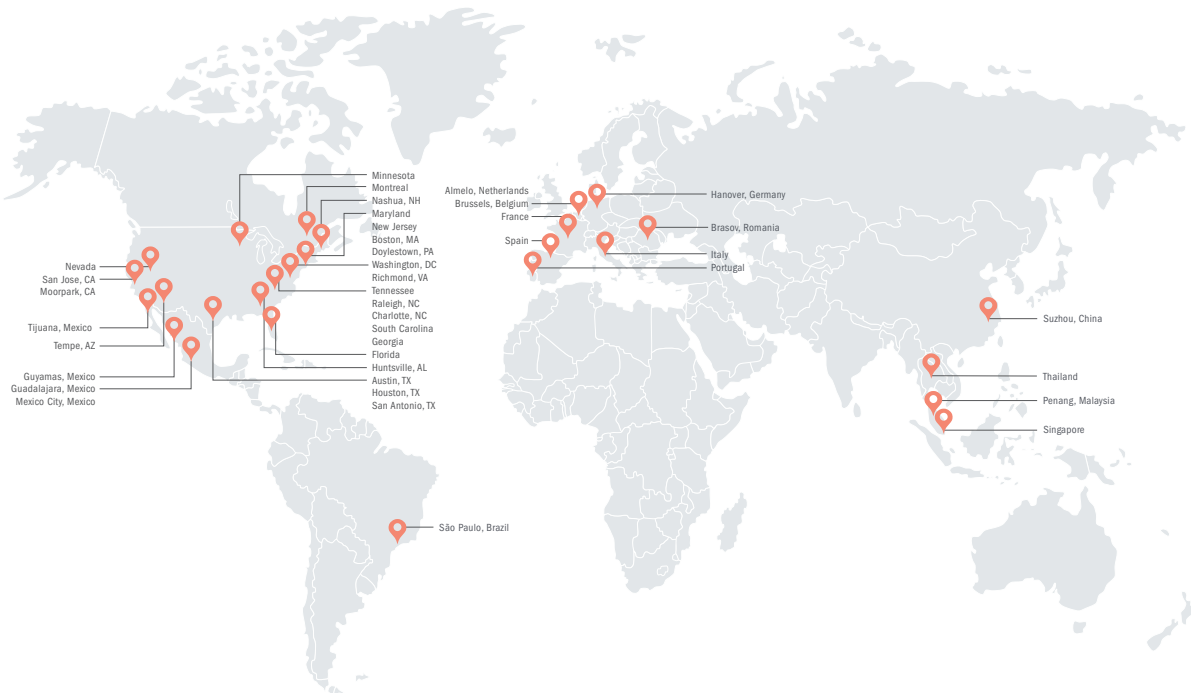 Nevada
San Jose, CA
Moorpark, CA
Tijuana, Mexico
Tempe, AZ
Guyamas, Mexico
Guadalajara, Mexico
Mexico City, Mexico
Minnesota
Montreal
Nashua, NH
Maryland
New Jersey
Boston, MA
Doylestown, PA
Washington, DC
Richmond, VA
Tennessee
Raleigh, NC
Charlotte, NC
South Carolina
Georgia
Florida
Huntsville, AL
Austin, TX
Houston, TX
San Antonio, TX
São Paulo, Brazil
Almelo, Netherlands
Brussels, Belgium
France
Spain
Hanover, Germany
Brasov, Romania
Italy
Portugal
Suzhou, China
Thailand
Penang, Malaysia
Singapore